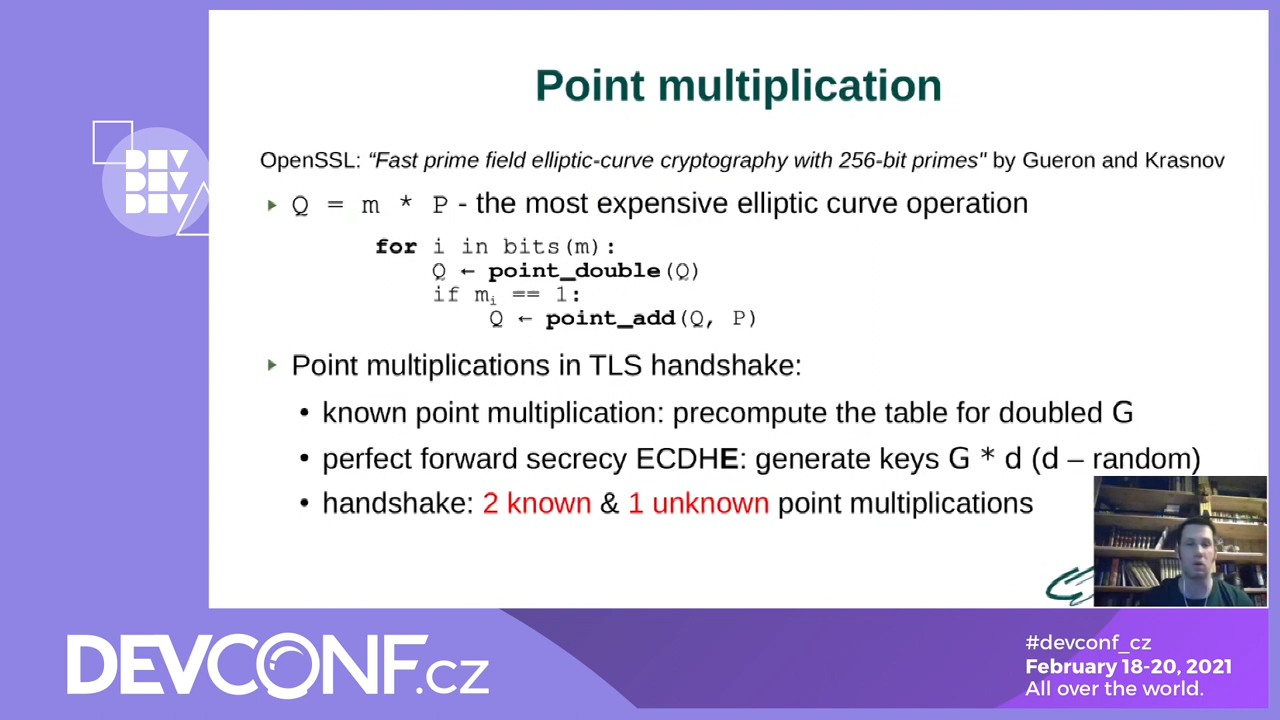 Point multiplication
OpenSSL: “Fast prime field elliptic-curve cryptography with 256-bit primes" by Gueron and Krasnov
Q = m * P - the most expensive elliptic curve operation
for i in bits(m):
Q ← point_double(Q)
if mᵢ == 1:
Q ← point_add(Q, P)
Point multiplications in TLS handshake:
• known point multiplication: precompute the table for doubled G
• perfect forward secrecy ECDHE: generate keys G * d (d – random)
• handshake: 2 known & 1 unknown point multiplications
DEV
DEV
DEV
DEVCONF.cz
#devconf_cz
February 18-20, 2021
All over the world.